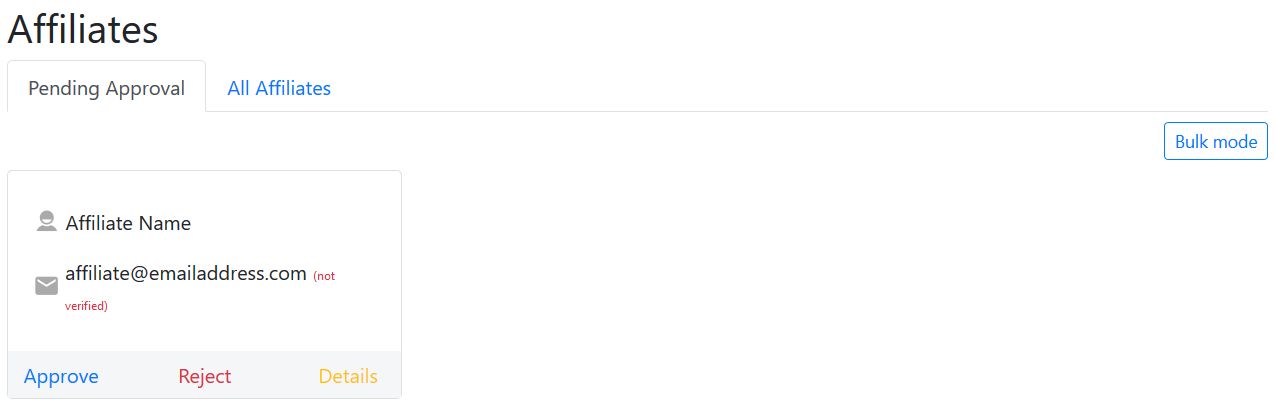 Affiliates
Pending Approval All Affiliates
Bulk mode
Affiliate Name
affiliate@emailaddress.com (not
verified)
Approve Reject Details